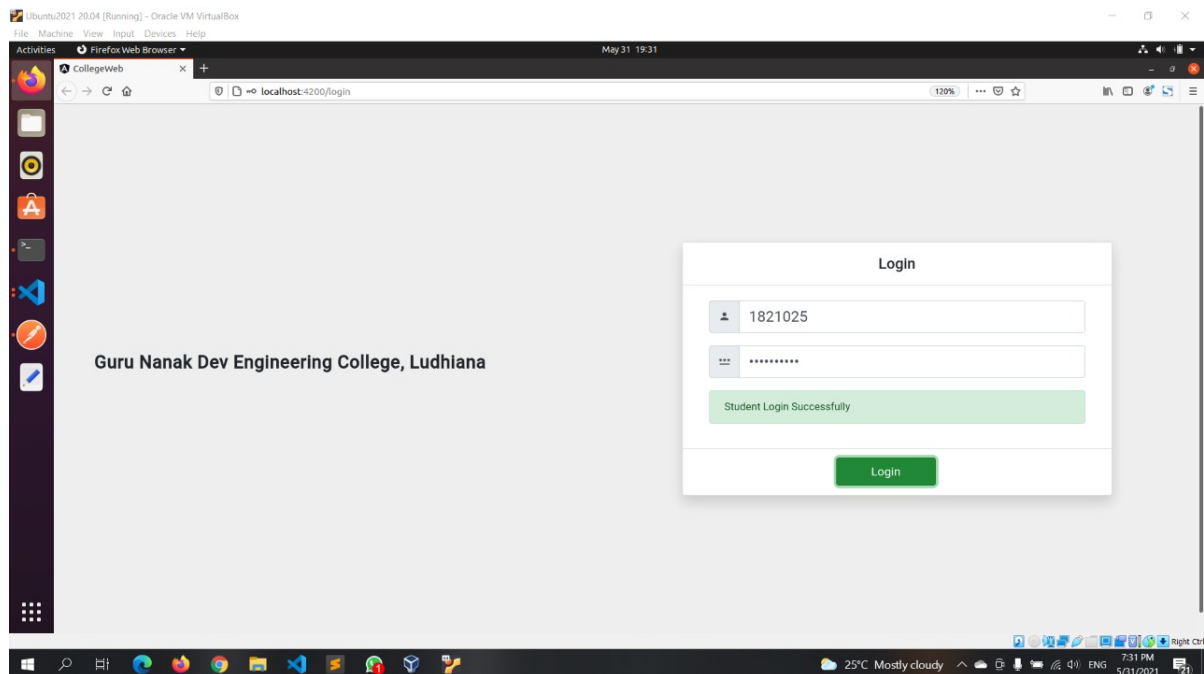 Ubuntu2021 20.04 [Running] - Oracle VM VirtualBox
File Machine View Input Devices Help
Activities Firefox Web Browser May 31 19:31
CollegeWeb
localhost:4200/login 120%
Login
1821025
Guru Nanak Dev Engineering College, Ludhiana
Student Login Successfully
Login
Right Ctrl
25°C Mostly cloudy ENG 7:31 PM
5/31/2021 21